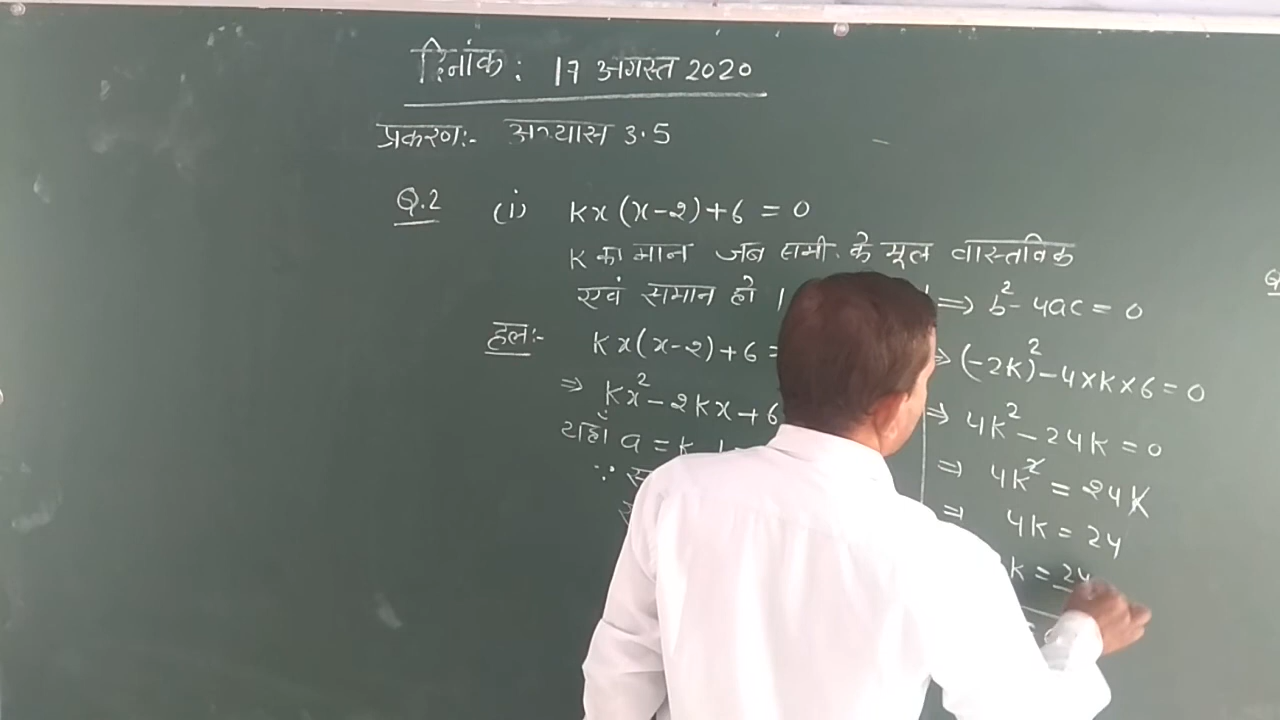 दिनांक: 17 अगस्त 2020
प्रकरण:- अभ्यास 3.5
Q.2 (i) Kx(x-2)+6 = 0
K का मान जब समी. के मूल वास्तविक
एवं समान हो।
हल:- Kx(x-2)+6 =
⇒ Kx² - 2Kx + 6
यहाँ a = K
∵
⇒ b² - 4ac = 0
⇒ (-2K)² - 4×K×6 = 0
⇒ 4K² - 24K = 0
⇒ 4K² = 24K
⇒ 4K = 24
K = 24